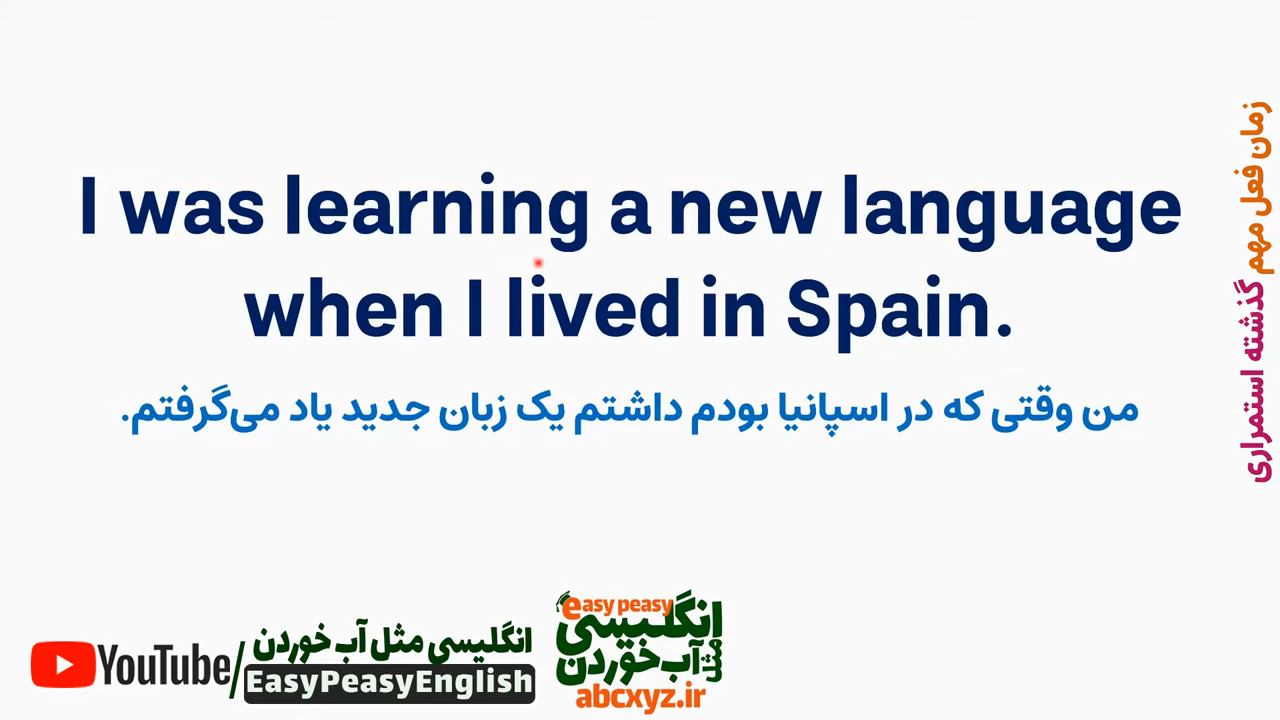 I was learning a new language
when I lived in Spain.
من وقتی که در اسپانیا بودم داشتم یک زبان جدید یاد می‌گرفتم.
زمان فعل مهم گذشته استمراری
YouTube/انگلیسی مثل آب خوردن
EasyPeasyEnglish
easy peasy
انگلیسی
مثل آب خوردن
abcxyz.ir